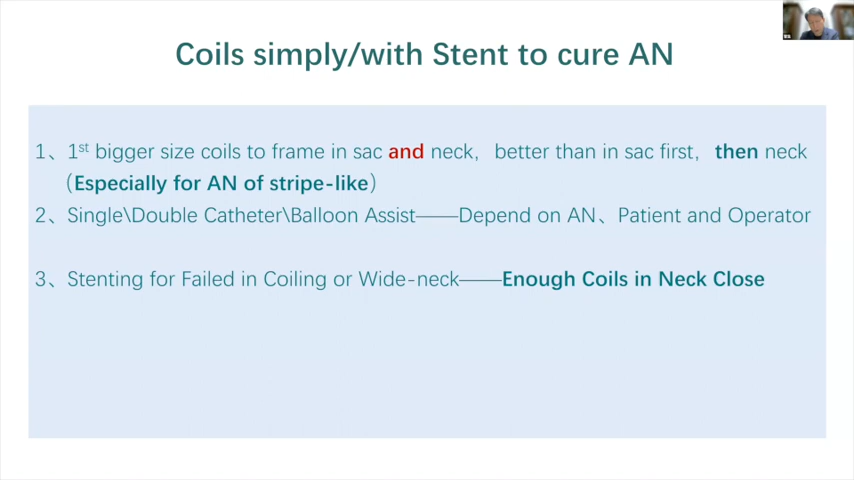 Coils simply/with Stent to cure AN
1、1st bigger size coils to frame in sac and neck，better than in sac first，then neck
（Especially for AN of stripe-like）
2、Single\Double Catheter\Balloon Assist——Depend on AN、Patient and Operator
3、Stenting for Failed in Coiling or Wide-neck——Enough Coils in Neck Close